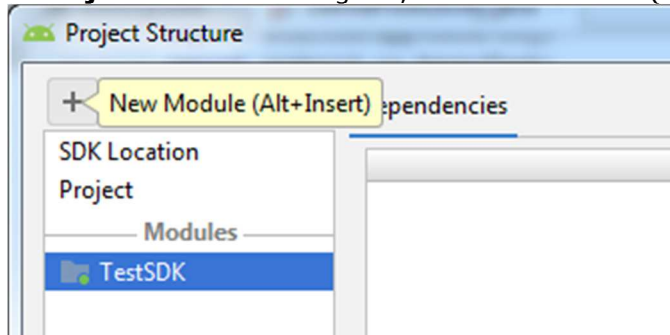 Project Structure
New Module (Alt+Insert)
ependencies
SDK Location
Project
Modules
TestSDK